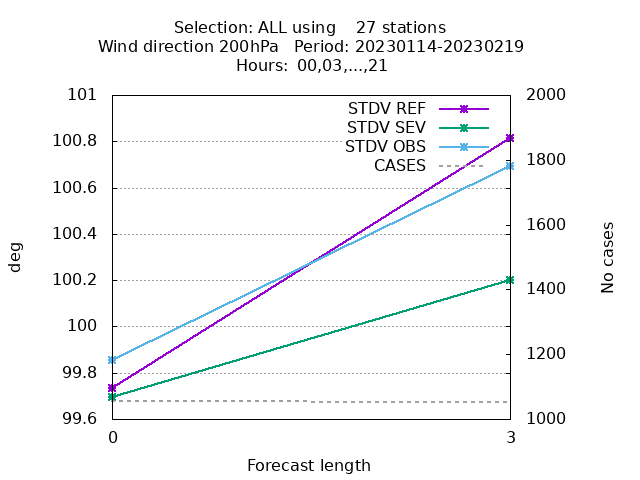 Selection: ALL using    27 stations
Wind direction 200hPa   Period: 20230114-20230219
Hours:  00,03,...,21
101
100.8
100.6
100.4
100.2
100
99.8
99.6
deg
STDV REF
STDV SEV
STDV OBS
CASES
2000
1800
1600
1400
1200
1000
No cases
0
3
Forecast length